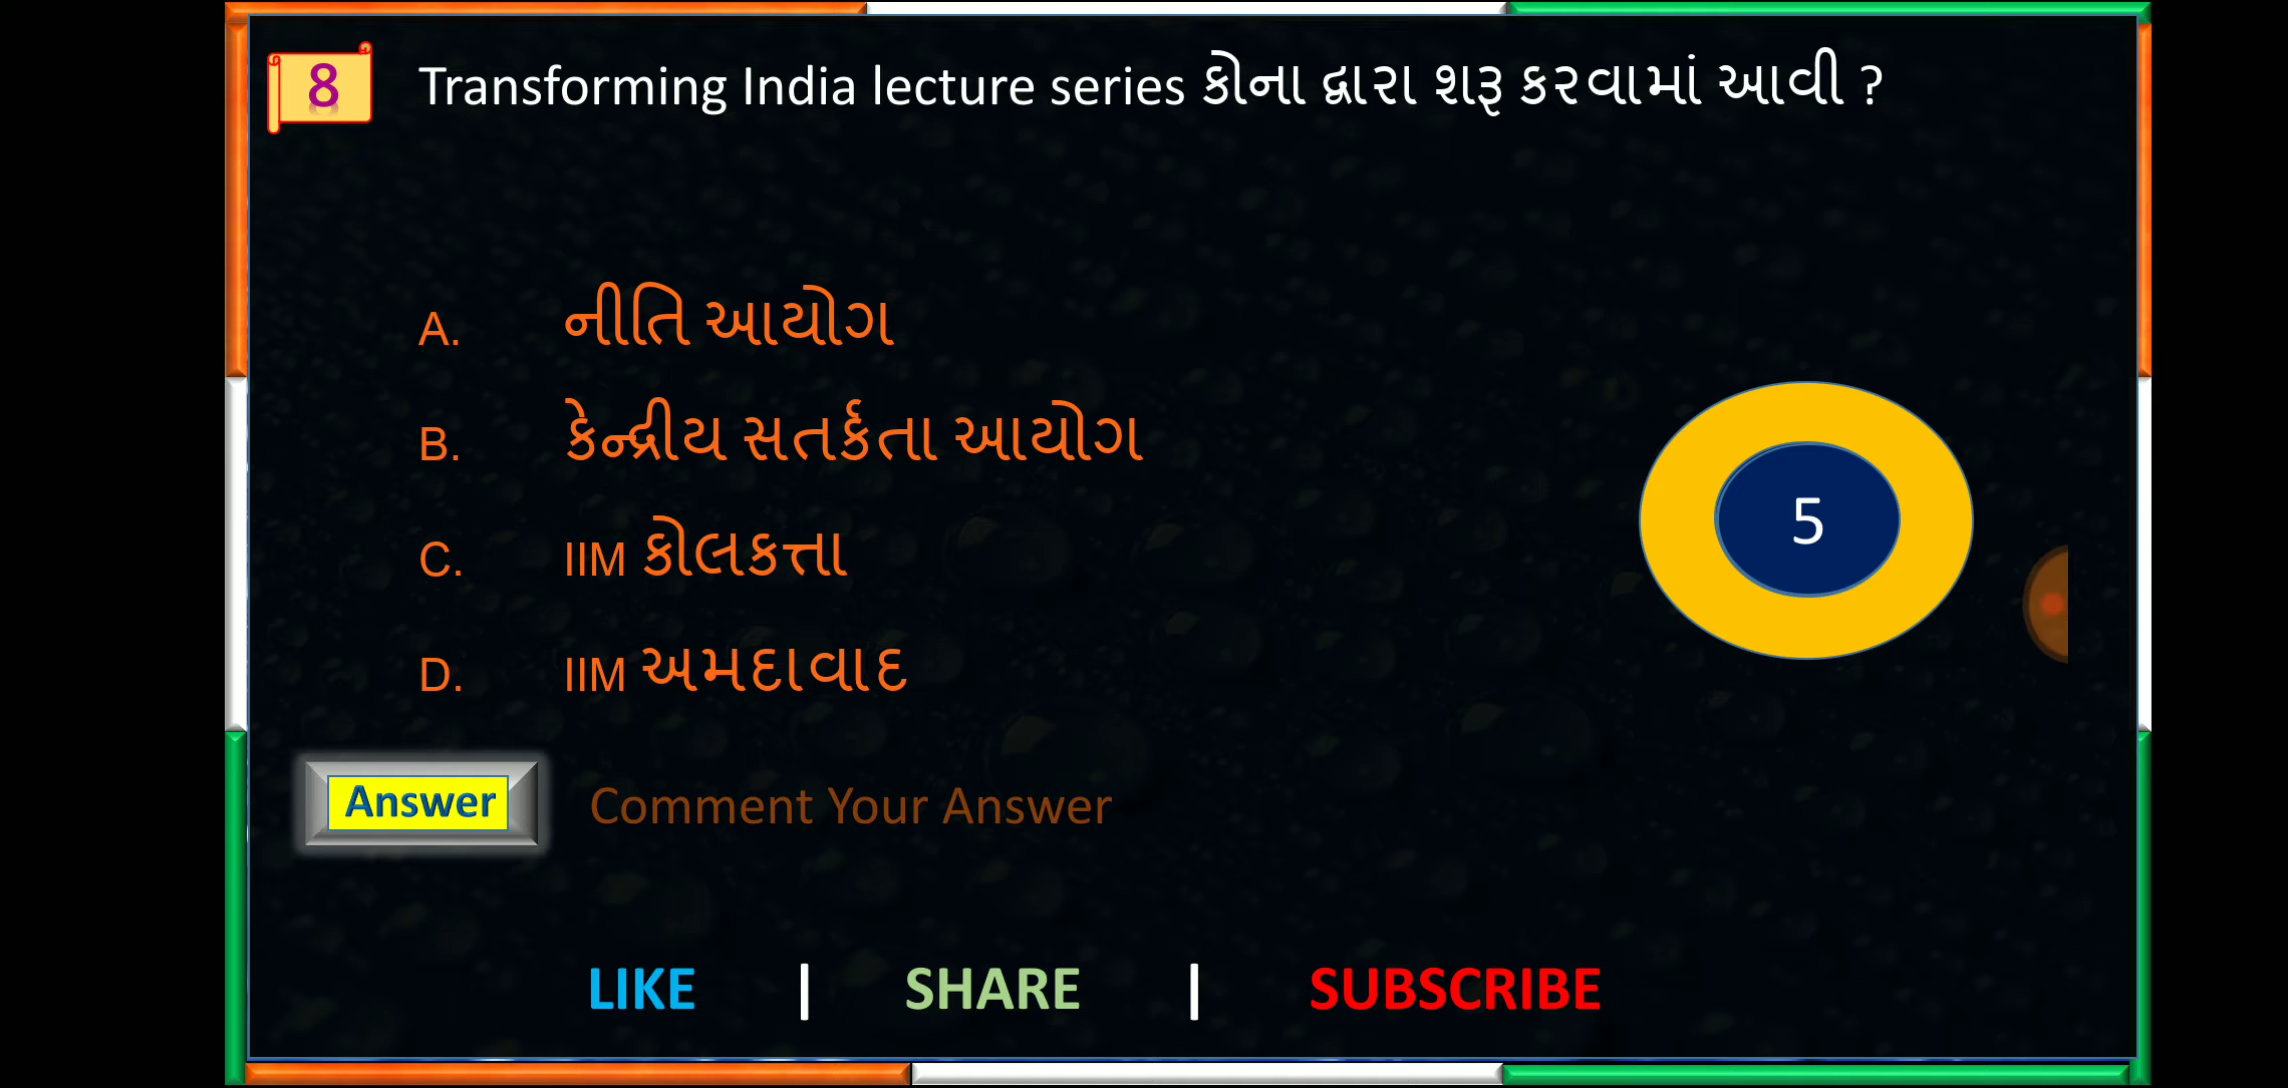 8 Transforming India lecture series કોના દ્વારા શરૂ કરવામાં આવી ?
A. નીતિ આયોગ
B. કેન્દ્રીય સતર્કતા આયોગ
5
C. IIM કોલકત્તા
D. IIM અમદાવાદ
Answer Comment Your Answer
LIKE | SHARE | SUBSCRIBE